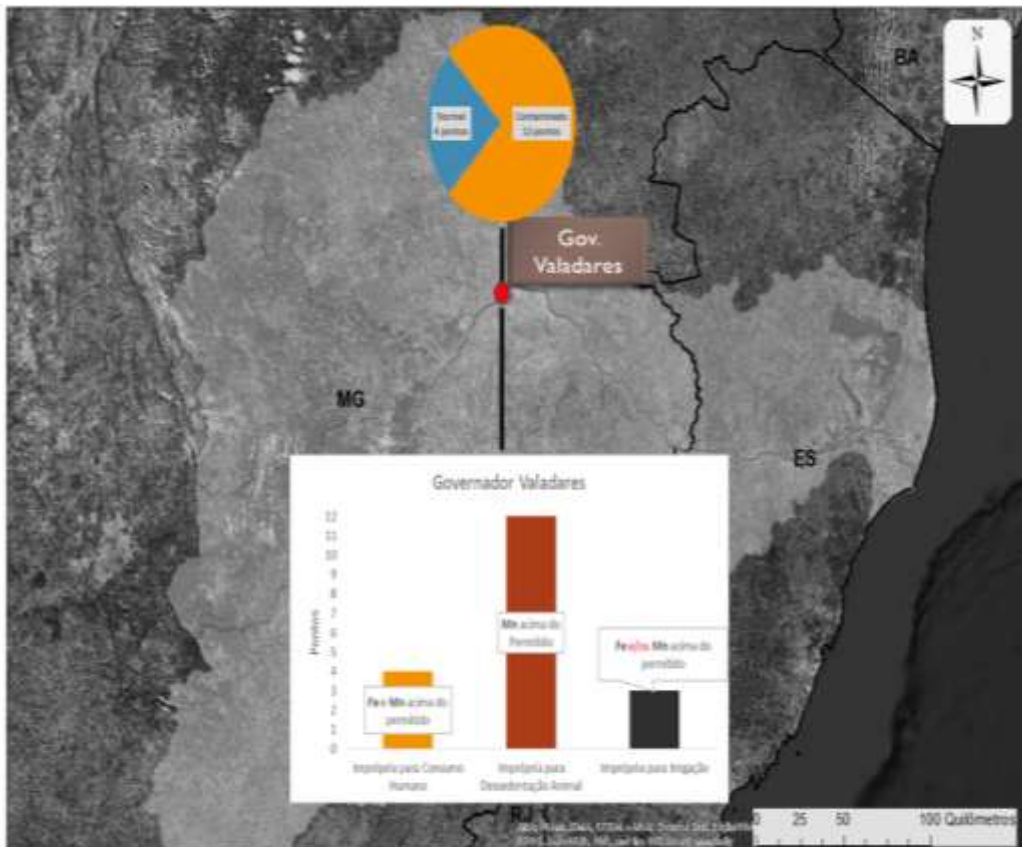 N
BA
Normal
4 pontos
Contaminado
12 pontos
Gov.
Valadares
MG
ES
Governador Valadares
Pontos
12
11
10
9
8
7
6
5
4
3
2
1
0
Fe e Mn acima do
permitido
Mn acima do
Permitido
Fe e/ou Mn acima do
permitido
Imprópria para Consumo
Humano
Imprópria para
Dessedentação Animal
Imprópria para Irrigação
RJ
0 25 50 100 Quilômetros